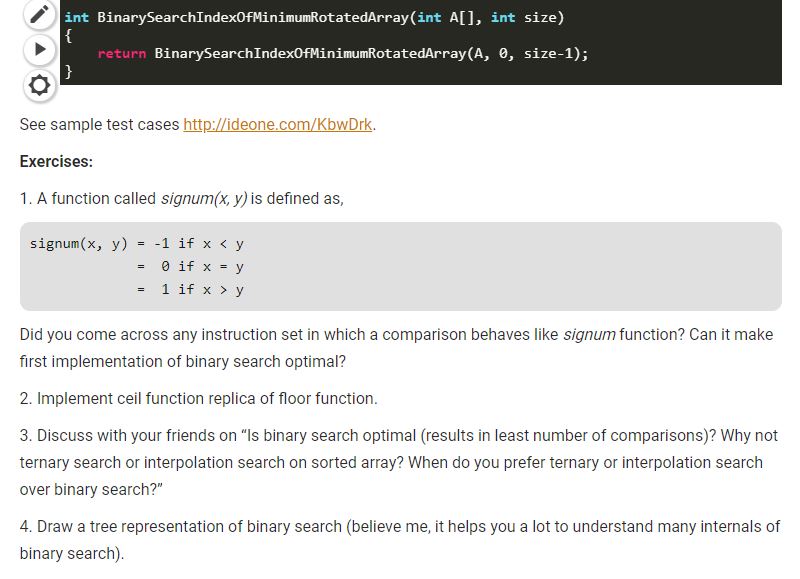 int BinarySearchIndexOfMinimumRotatedArray(int A[], int size)
{
    return BinarySearchIndexOfMinimumRotatedArray(A, 0, size-1);
}
See sample test cases http://ideone.com/KbwDrk.
Exercises:
1. A function called signum(x, y) is defined as,
signum(x, y) = -1 if x < y
             =  0 if x = y
             =  1 if x > y
Did you come across any instruction set in which a comparison behaves like signum function? Can it make
first implementation of binary search optimal?
2. Implement ceil function replica of floor function.
3. Discuss with your friends on “Is binary search optimal (results in least number of comparisons)? Why not
ternary search or interpolation search on sorted array? When do you prefer ternary or interpolation search
over binary search?”
4. Draw a tree representation of binary search (believe me, it helps you a lot to understand many internals of
binary search).